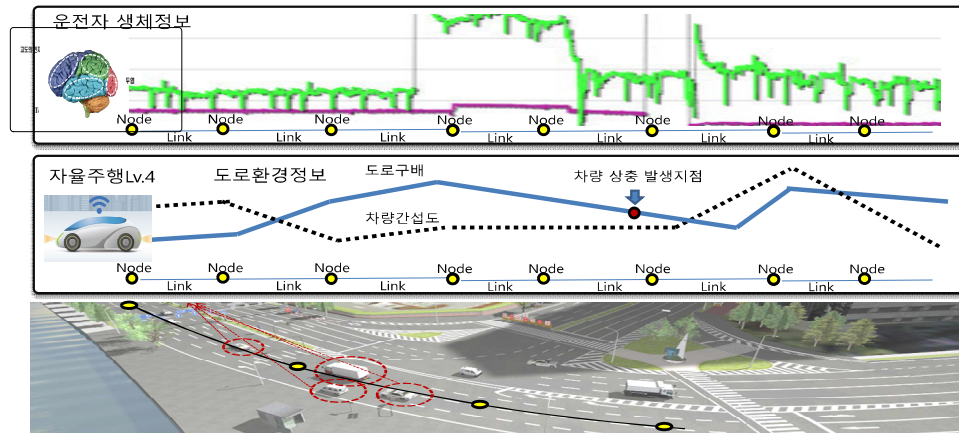 운전자 생체정보
Node Node Node Node Node Node Node Node
Link Link Link Link Link Link
자율주행Lv.4 도로환경정보 도로구배 차량 상충 발생지점
차량간섭도
Node Node Node Node Node Node Node Node
Link Link Link Link Link Link